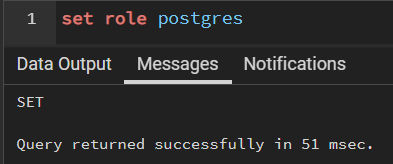 1 set role postgres
Data Output Messages Notifications
SET
Query returned successfully in 51 msec.